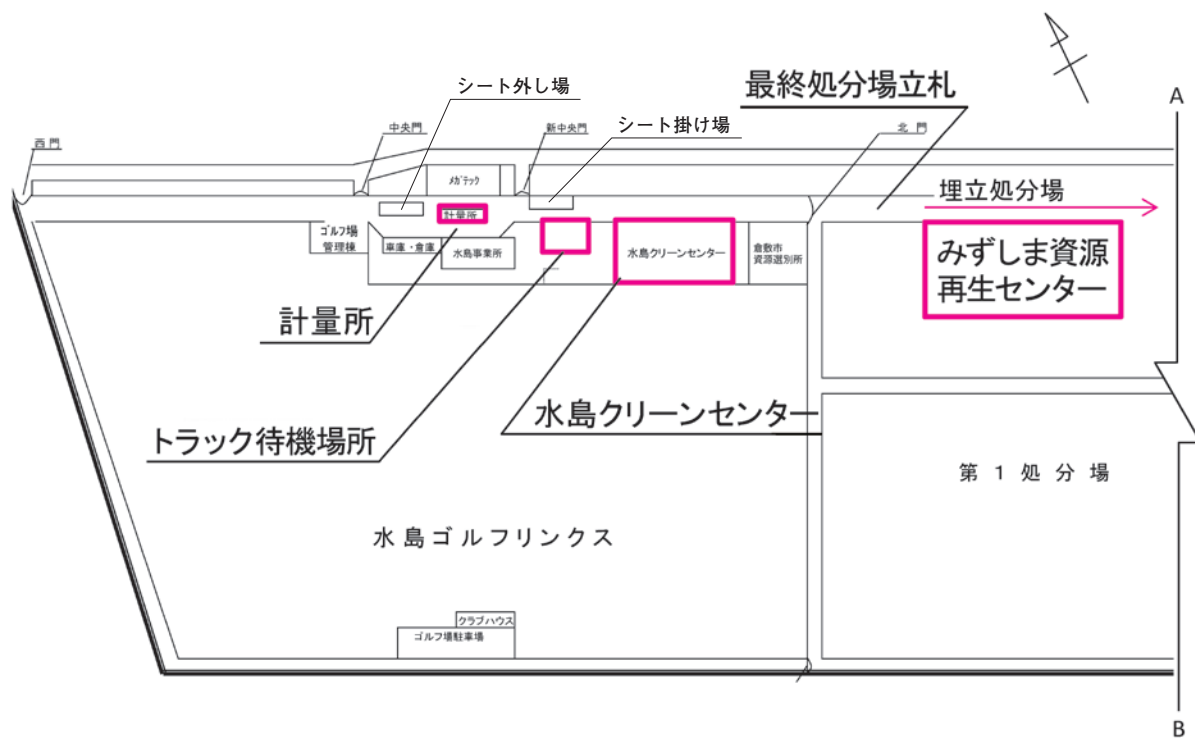 シート外し場
最終処分場立札
A
西門
中央門
新中央門
シート掛け場
北門
メガテック
埋立処分場
計量所
ゴルフ場
管理棟
車庫・倉庫
水島事業所
水島クリーンセンター
倉敷市
資源選別所
みずしま資源
再生センター
計量所
水島クリーンセンター
トラック待機場所
第1処分場
水島ゴルフリンクス
クラブハウス
ゴルフ場駐車場
B